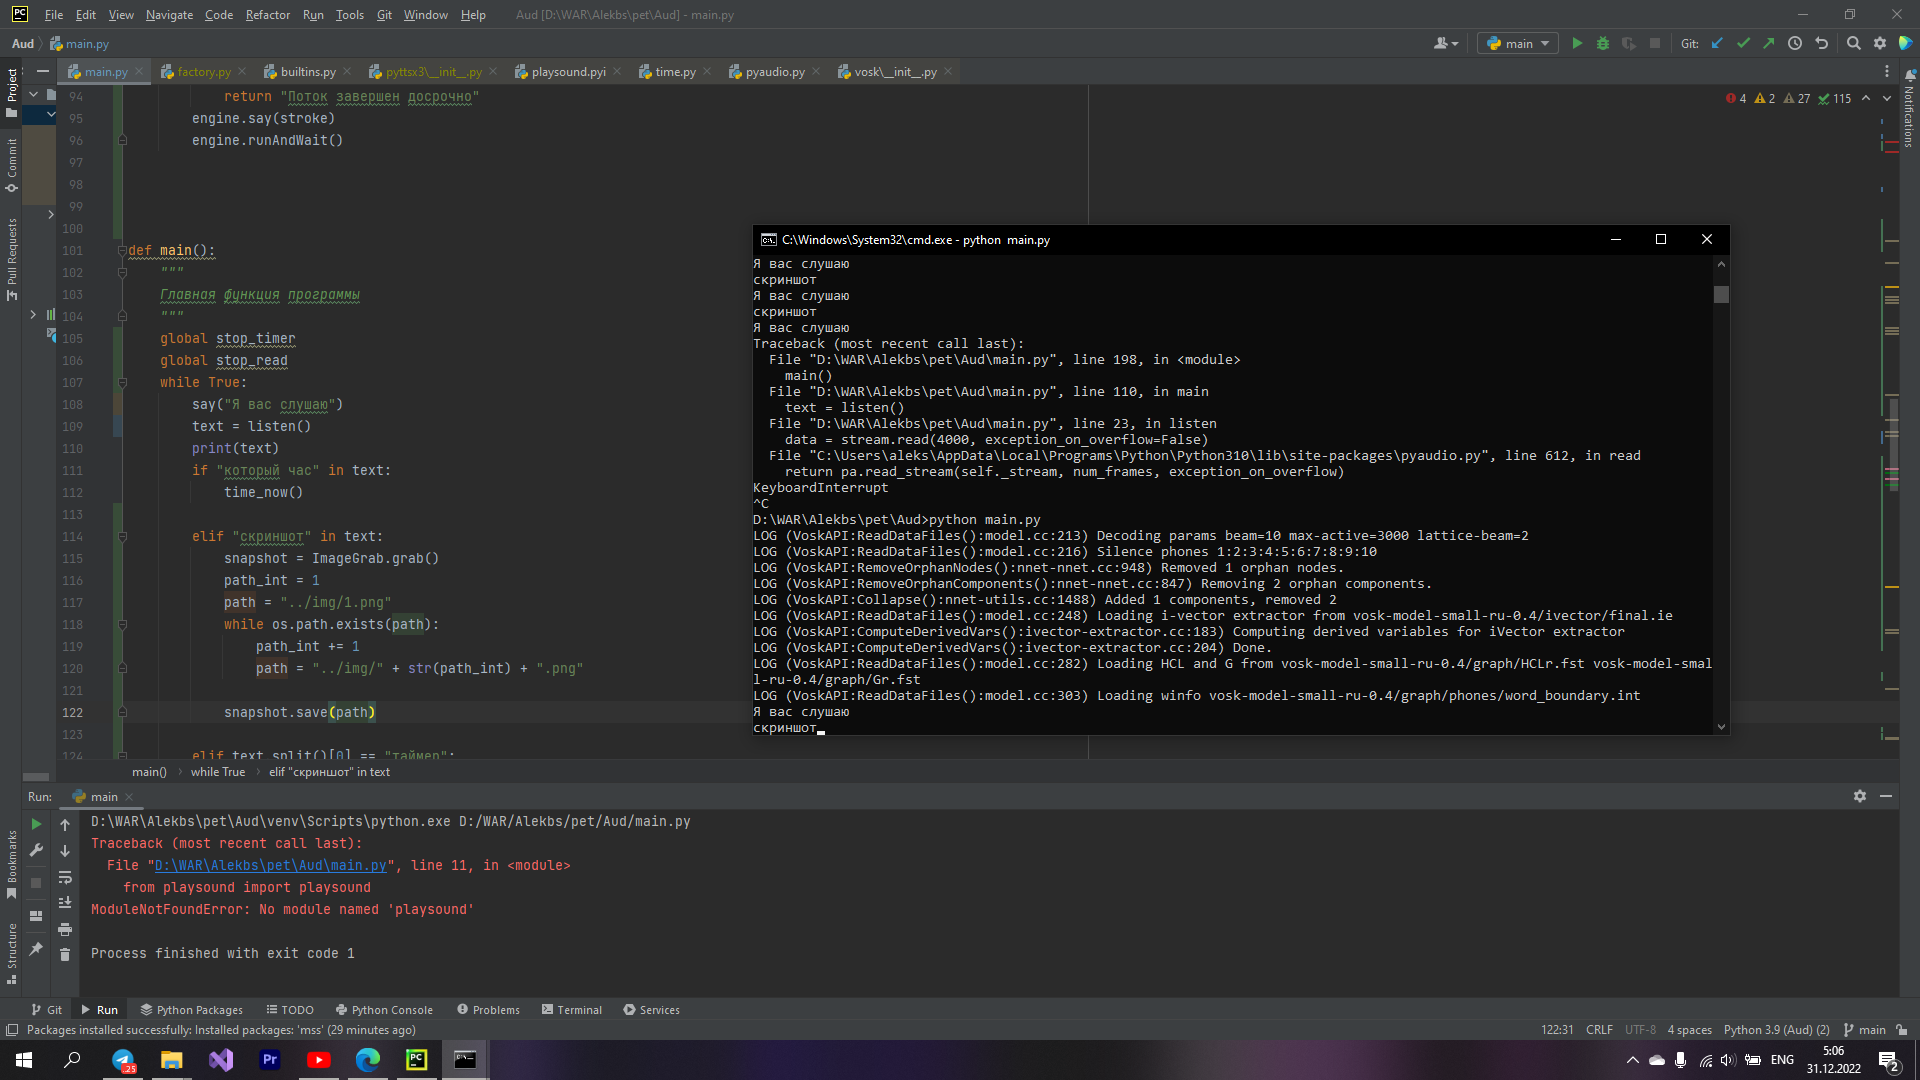 File Edit View Navigate Code Refactor Run Tools Git Window Help Aud [D:\WAR\Alekbs\pet\Aud] - main.py
Aud main.py main Git:
main.py factory.py builtins.py pyttsx3\__init__.py playsound.pyi time.py pyaudio.py vosk\__init__.py
4 2 27 115
Project
Commit
Pull Requests
Bookmarks
Structure
Notifications
94 return "Поток завершен досрочно"
95 engine.say(stroke)
96 engine.runAndWait()
97
98
99
100
101 def main():
102 """
103 Главная функция программы
104 """
105 global stop_timer
106 global stop_read
107 while True:
108 say("Я вас слушаю")
109 text = listen()
110 print(text)
111 if "который час" in text:
112 time_now()
113
114 elif "скриншот" in text:
115 snapshot = ImageGrab.grab()
116 path_int = 1
117 path = "../img/1.png"
118 while os.path.exists(path):
119 path_int += 1
120 path = "../img/" + str(path_int) + ".png"
121
122 snapshot.save(path)
123
124 elif text.split()[0] == "таймер":
main() while True elif "скриншот" in text
C:\Windows\System32\cmd.exe - python main.py
Я вас слушаю
скриншот
Я вас слушаю
скриншот
Я вас слушаю
Traceback (most recent call last):
File "D:\WAR\Alekbs\pet\Aud\main.py", line 198, in <module>
main()
File "D:\WAR\Alekbs\pet\Aud\main.py", line 110, in main
text = listen()
File "D:\WAR\Alekbs\pet\Aud\main.py", line 23, in listen
data = stream.read(4000, exception_on_overflow=False)
File "C:\Users\aleks\AppData\Local\Programs\Python\Python310\lib\site-packages\pyaudio.py", line 612, in read
return pa.read_stream(self._stream, num_frames, exception_on_overflow)
KeyboardInterrupt
^C
D:\WAR\Alekbs\pet\Aud>python main.py
LOG (VoskAPI:ReadDataFiles():model.cc:213) Decoding params beam=10 max-active=3000 lattice-beam=2
LOG (VoskAPI:ReadDataFiles():model.cc:216) Silence phones 1:2:3:4:5:6:7:8:9:10
LOG (VoskAPI:RemoveOrphanNodes():nnet-nnet.cc:948) Removed 1 orphan nodes.
LOG (VoskAPI:RemoveOrphanComponents():nnet-nnet.cc:847) Removing 2 orphan components.
LOG (VoskAPI:Collapse():nnet-utils.cc:1488) Added 1 components, removed 2
LOG (VoskAPI:ReadDataFiles():model.cc:248) Loading i-vector extractor from vosk-model-small-ru-0.4/ivector/final.ie
LOG (VoskAPI:ComputeDerivedVars():ivector-extractor.cc:183) Computing derived variables for iVector extractor
LOG (VoskAPI:ComputeDerivedVars():ivector-extractor.cc:204) Done.
LOG (VoskAPI:ReadDataFiles():model.cc:282) Loading HCL and G from vosk-model-small-ru-0.4/graph/HCLr.fst vosk-model-smal
l-ru-0.4/graph/Gr.fst
LOG (VoskAPI:ReadDataFiles():model.cc:303) Loading winfo vosk-model-small-ru-0.4/graph/phones/word_boundary.int
Я вас слушаю
скриншот
Run: main
D:\WAR\Alekbs\pet\Aud\venv\Scripts\python.exe D:/WAR/Alekbs/pet/Aud/main.py
Traceback (most recent call last):
File "D:\WAR\Alekbs\pet\Aud\main.py", line 11, in <module>
from playsound import playsound
ModuleNotFoundError: No module named 'playsound'
Process finished with exit code 1
Git Run Python Packages TODO Python Console Problems Terminal Services
Packages installed successfully: Installed packages: 'mss' (29 minutes ago) 122:31 CRLF UTF-8 4 spaces Python 3.9 (Aud) (2) main
25 Pr PC ENG 5:06
31.12.2022 2